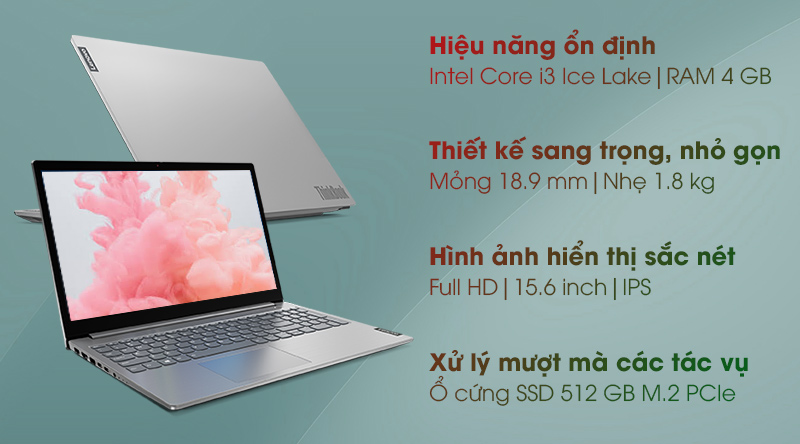 Lenovo
ThinkBook
Hiệu năng ổn định
Intel Core i3 Ice Lake|RAM 4 GB
Thiết kế sang trọng, nhỏ gọn
Mỏng 18.9 mm|Nhẹ 1.8 kg
Hình ảnh hiển thị sắc nét
Full HD|15.6 inch|IPS
Xử lý mượt mà các tác vụ
Ổ cứng SSD 512 GB M.2 PCIe